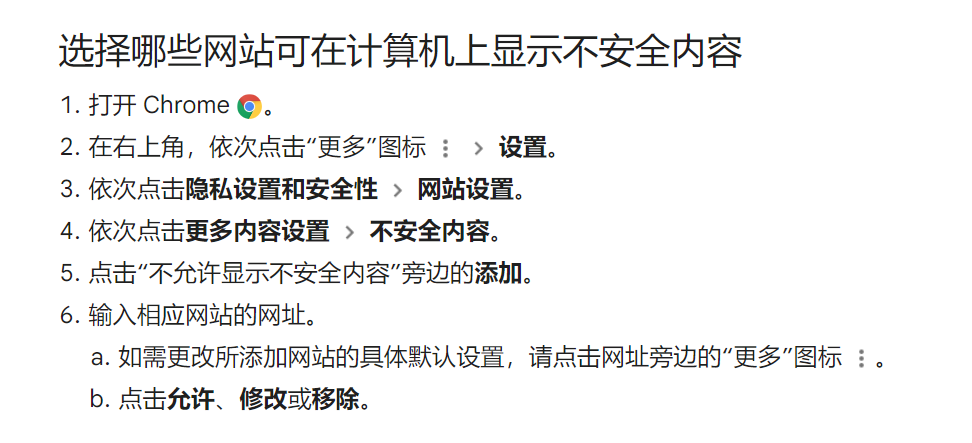 选择哪些网站可在计算机上显示不安全内容
1. 打开 Chrome 。
2. 在右上角，依次点击“更多”图标 ⋮ > 设置。
3. 依次点击隐私设置和安全性 > 网站设置。
4. 依次点击更多内容设置 > 不安全内容。
5. 点击“不允许显示不安全内容”旁边的添加。
6. 输入相应网站的网址。
a. 如需更改所添加网站的具体默认设置，请点击网址旁边的“更多”图标 ⋮ 。
b. 点击允许、修改或移除。